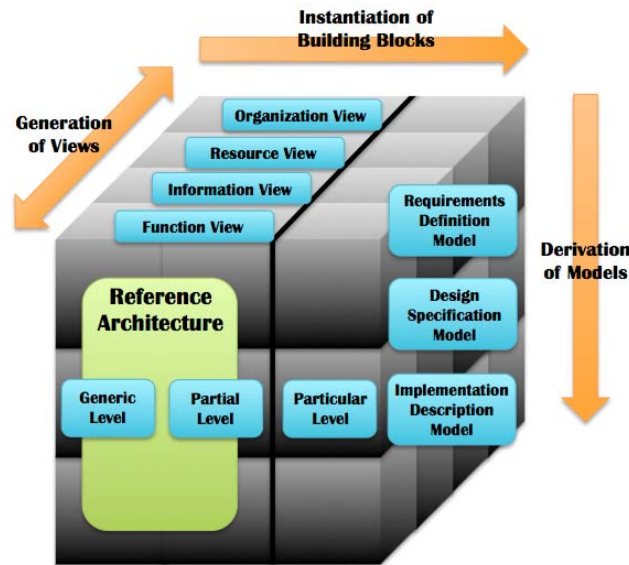 Instantiation of
Building Blocks
Generation
of Views
Organization View
Resource View
Information View
Function View
Requirements
Definition
Model
Derivation
of Models
Reference
Architecture
Design
Specification
Model
Generic
Level
Partial
Level
Particular
Level
Implementation
Description
Model